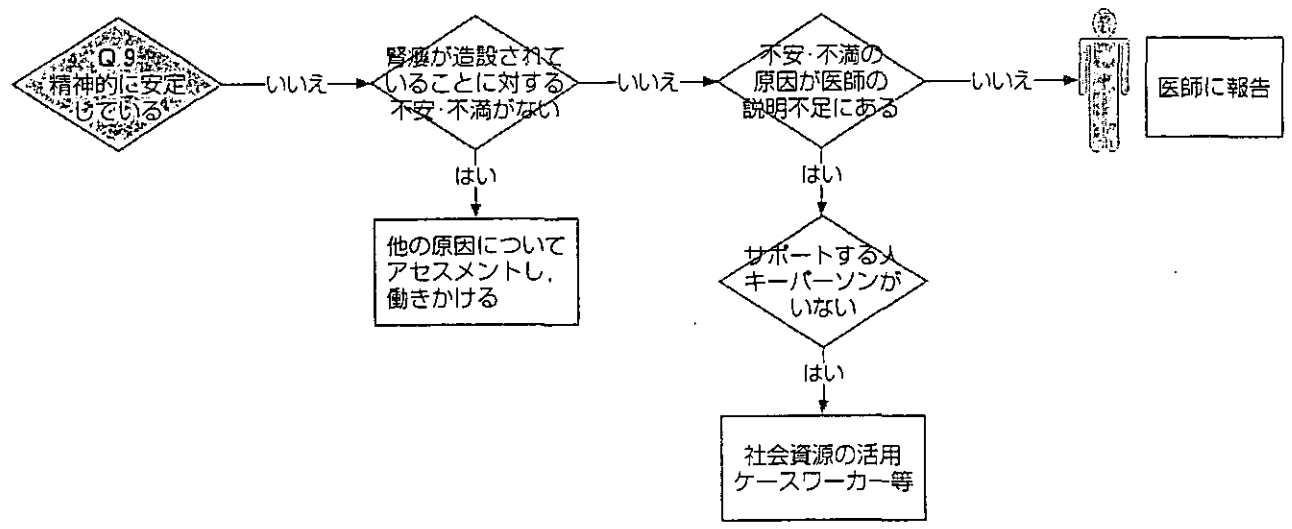 Q 9
精神的に安定
している
いいえ
腎瘻が造設されて
いることに対する
不安・不満がない
いいえ
不安・不満の
原因が医師の
説明不足にある
いいえ
医師に報告
はい
はい
他の原因について
アセスメントし,
働きかける
サポートする人
キーパーソンが
いない
はい
社会資源の活用
ケースワーカー等